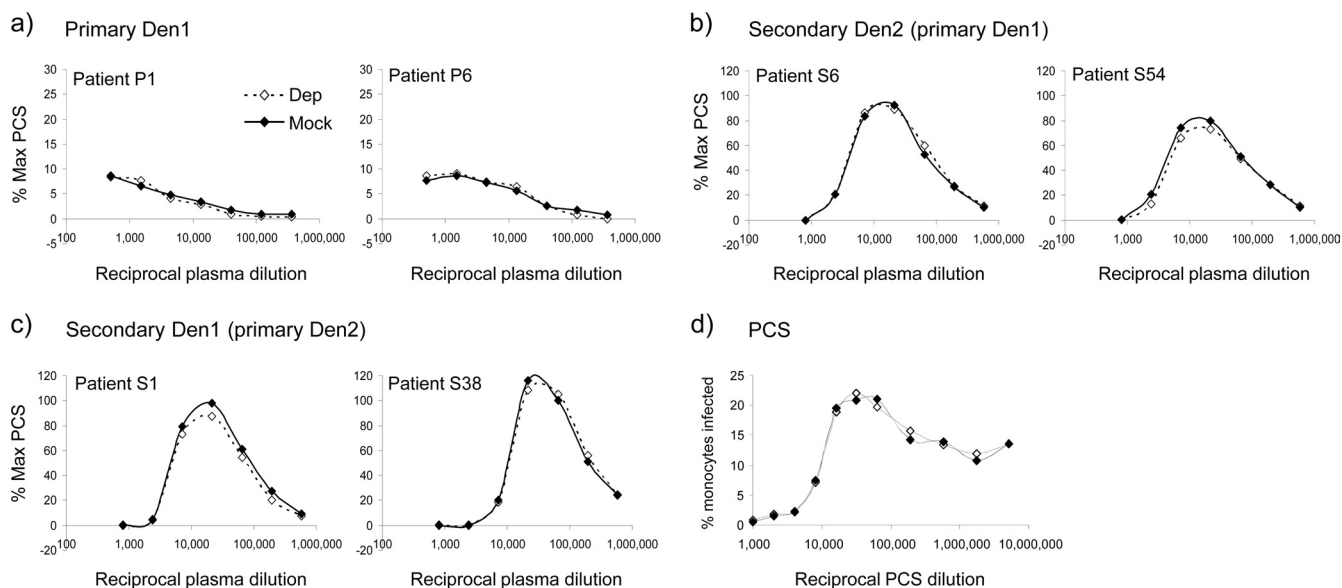 a) Primary Den1
Patient P1
Dep
Mock
% Max PCS
30
25
20
15
10
5
0
-5
100 1,000 10,000 100,000 1,000,000
Reciprocal plasma dilution
Patient P6
30
25
20
15
10
5
0
-5
100 1,000 10,000 100,000 1,000,000
Reciprocal plasma dilution
b) Secondary Den2 (primary Den1)
Patient S6
% Max PCS
120
100
80
60
40
20
0
-20
100 1,000 10,000 100,000 1,000,000
Reciprocal plasma dilution
Patient S54
120
100
80
60
40
20
0
-20
100 1,000 10,000 100,000 1,000,000
Reciprocal plasma dilution
c) Secondary Den1 (primary Den2)
Patient S1
% Max PCS
120
100
80
60
40
20
0
-20
100 1,000 10,000 100,000 1,000,000
Reciprocal plasma dilution
Patient S38
120
100
80
60
40
20
0
-20
100 1,000 10,000 100,000 1,000,000
Reciprocal plasma dilution
d) PCS
% monocytes infected
25
20
15
10
5
0
1,000 10,000 100,000 1,000,000 10,000,000
Reciprocal PCS dilution